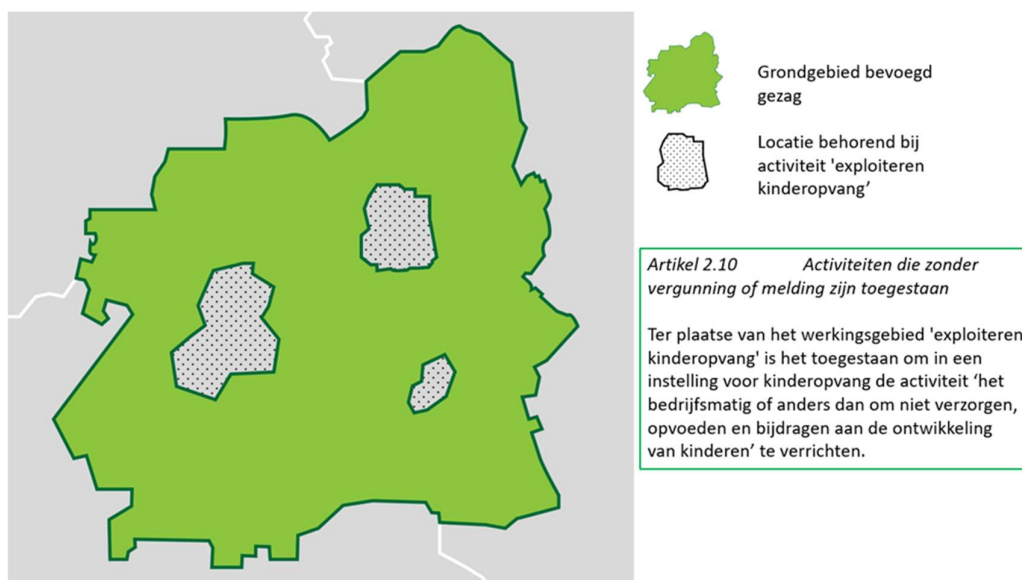 Grondgebied bevoegd
gezag
Locatie behorend bij
activiteit 'exploiteren
kinderopvang’
Artikel 2.10 Activiteiten die zonder
vergunning of melding zijn toegestaan
Ter plaatse van het werkingsgebied 'exploiteren
kinderopvang' is het toegestaan om in een
instelling voor kinderopvang de activiteit ‘het
bedrijfsmatig of anders dan om niet verzorgen,
opvoeden en bijdragen aan de ontwikkeling
van kinderen’ te verrichten.